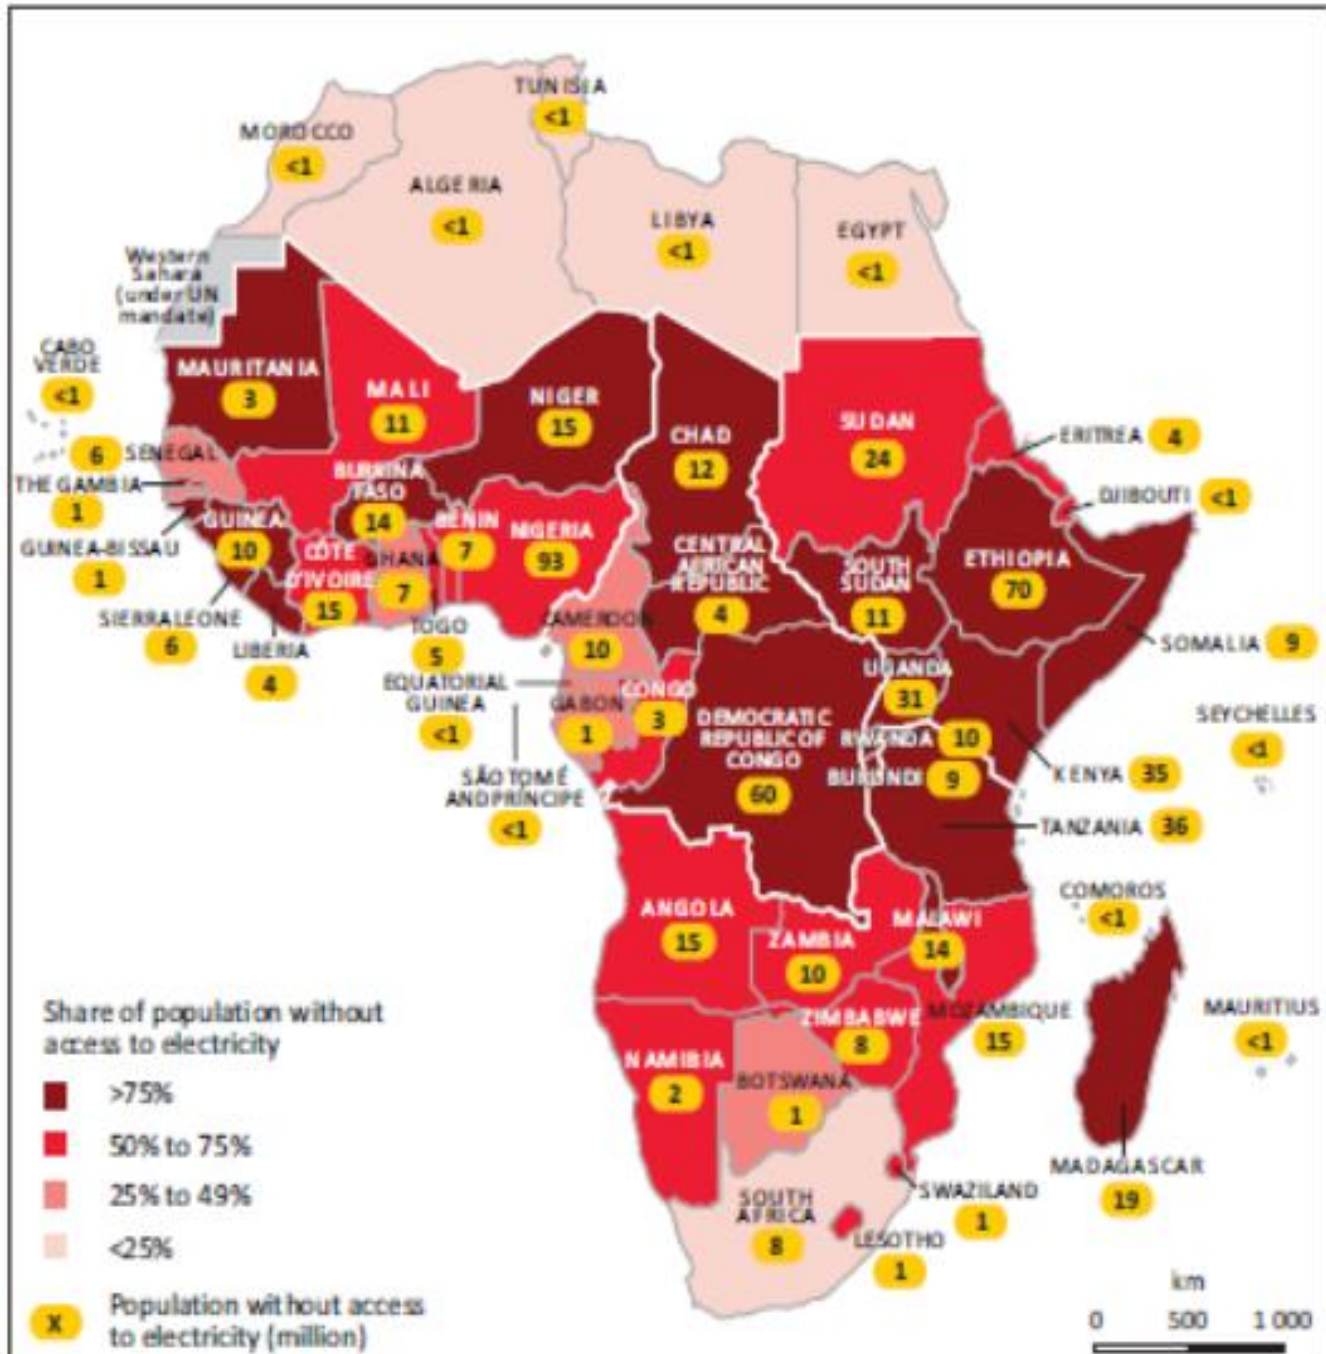 TUNISIA
<1
MOROCCO
<1
ALGERIA
<1
LIBYA
<1
EGYPT
<1
Western
Sahara
(under UN
mandate)
CABO
VERDE
<1
MAURITANIA
3
MALI
11
NIGER
15
CHAD
12
SUDAN
24
ERITREA 4
DJIBOUTI <1
6 SENEGAL
THE GAMBIA
1
GUINEA-BISSAU
1
GUINEA
10
BURKINA
FASO
14
BENIN
7
NIGERIA
93
CÔTE
D'IVOIRE
15
GHANA
7
SIERRA LEONE
6
LIBERIA
4
TOGO
5
CENTRAL
AFRICAN
REPUBLIC
4
SOUTH
SUDAN
11
ETHIOPIA
70
SOMALIA 9
CAMEROON
10
EQUATORIAL
GUINEA
<1
GABON
1
CONGO
3
DEMOCRATIC
REPUBLIC OF
CONGO
60
UGANDA
31
RWANDA 10
BURUNDI 9
KENYA 35
TANZANIA 36
SEYCHELLES
<1
SÃO TOMÉ
AND PRÍNCIPE
<1
COMOROS
<1
ANGOLA
15
ZAMBIA
10
MALAWI
14
MOZAMBIQUE
15
ZIMBABWE
8
MAURITIUS
<1
NAMIBIA
2
BOTSWANA
1
MADAGASCAR
19
SOUTH
AFRICA
8
SWAZILAND
1
LESOTHO
1
Share of population without
access to electricity
>75%
50% to 75%
25% to 49%
<25%
X Population without access
to electricity (million)
km
0 500 1 000